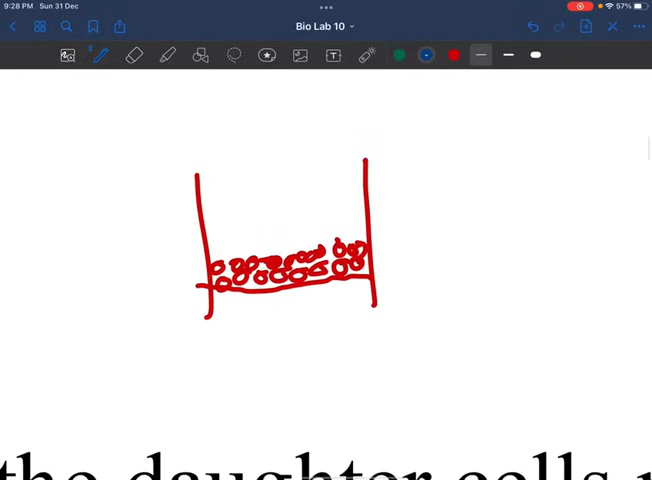 9:28 PM Sun 31 Dec
57%
Bio Lab 10
T
the daughter cells